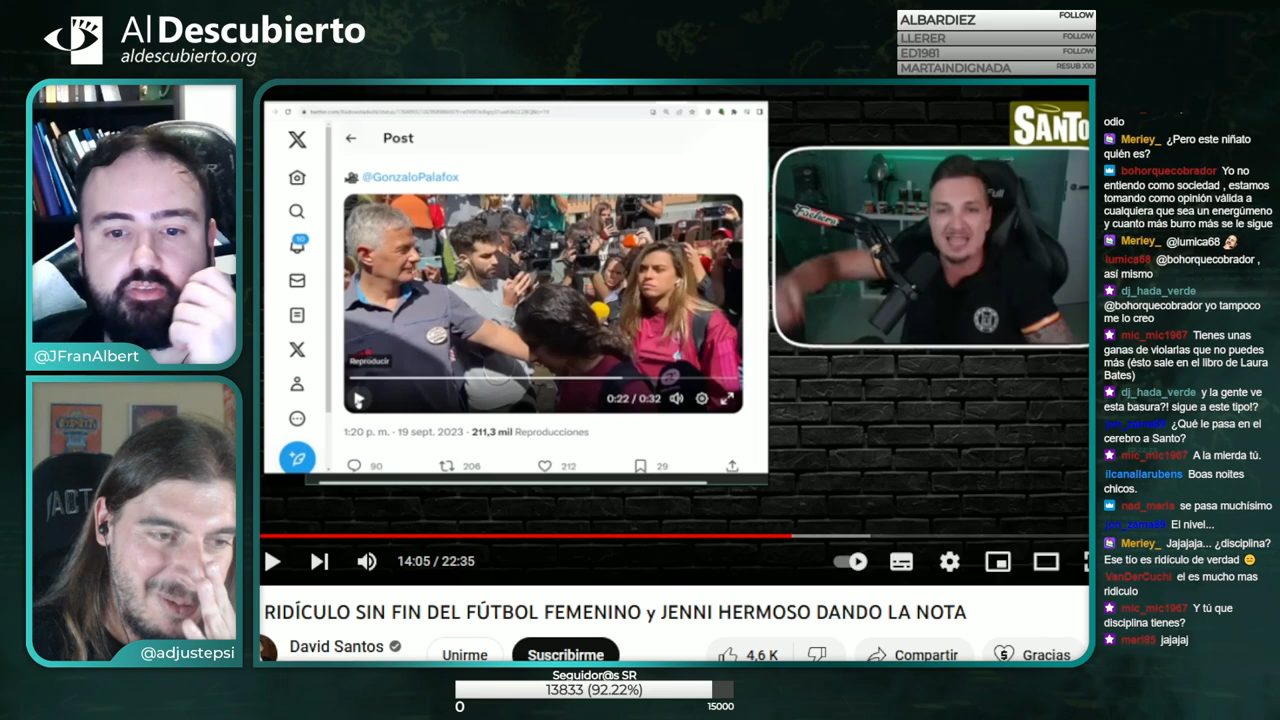 Al Descubierto
aldescubierto.org
ALBARDIEZ FOLLOW
LLERER FOLLOW
ED1981 FOLLOW
MARTAINDIGNADA RESUB X10
@JFranAlbert
@adjustepsi
Post
@GonzaloPalafox
10
Reproducir
0:22 / 0:32
1:20 p. m. · 19 sept. 2023 · 211,3 mil Reproducciones
90 206 212 29
SANTO
14:05 / 22:35
RIDÍCULO SIN FIN DEL FÚTBOL FEMENINO y JENNI HERMOSO DANDO LA NOTA
David Santos
Unirme
Suscribirme
4,6 K
Compartir
Gracias
Seguidor@s SR
13833 (92.22%)
0 15000
odio
Merley_ ¿Pero este niñato
quién es?
bohorquecobrador Yo no
entiendo como sociedad , estamos
tomando como opinión válida a
cualquiera que sea un energúmeno
y cuanto más burro más se le sigue
Merley_ @lumica68
lumica68 @bohorquecobrador ,
así mismo
dj_hada_verde
@bohorquecobrador yo tampoco
me lo creo
mic_mic1967 Tienes unas
ganas de violarlas que no puedes
más (ésto sale en el libro de Laura
Bates)
dj_hada_verde y la gente ve
esta basura?! sigue a este tipo!?
¿Qué le pasa en el
cerebro a Santo?
mic_mic1967 A la mierda tú.
ilcanallarubens Boas noites
chicos.
nad_maria se pasa muchísimo
El nivel...
Merley_ Jajajaja... ¿disciplina?
Ese tío es ridículo de verdad
VanDerCuchi el es mucho mas
ridiculo
mic_mic1967 Y tú que
disciplina tienes?
meri85 jajajaj